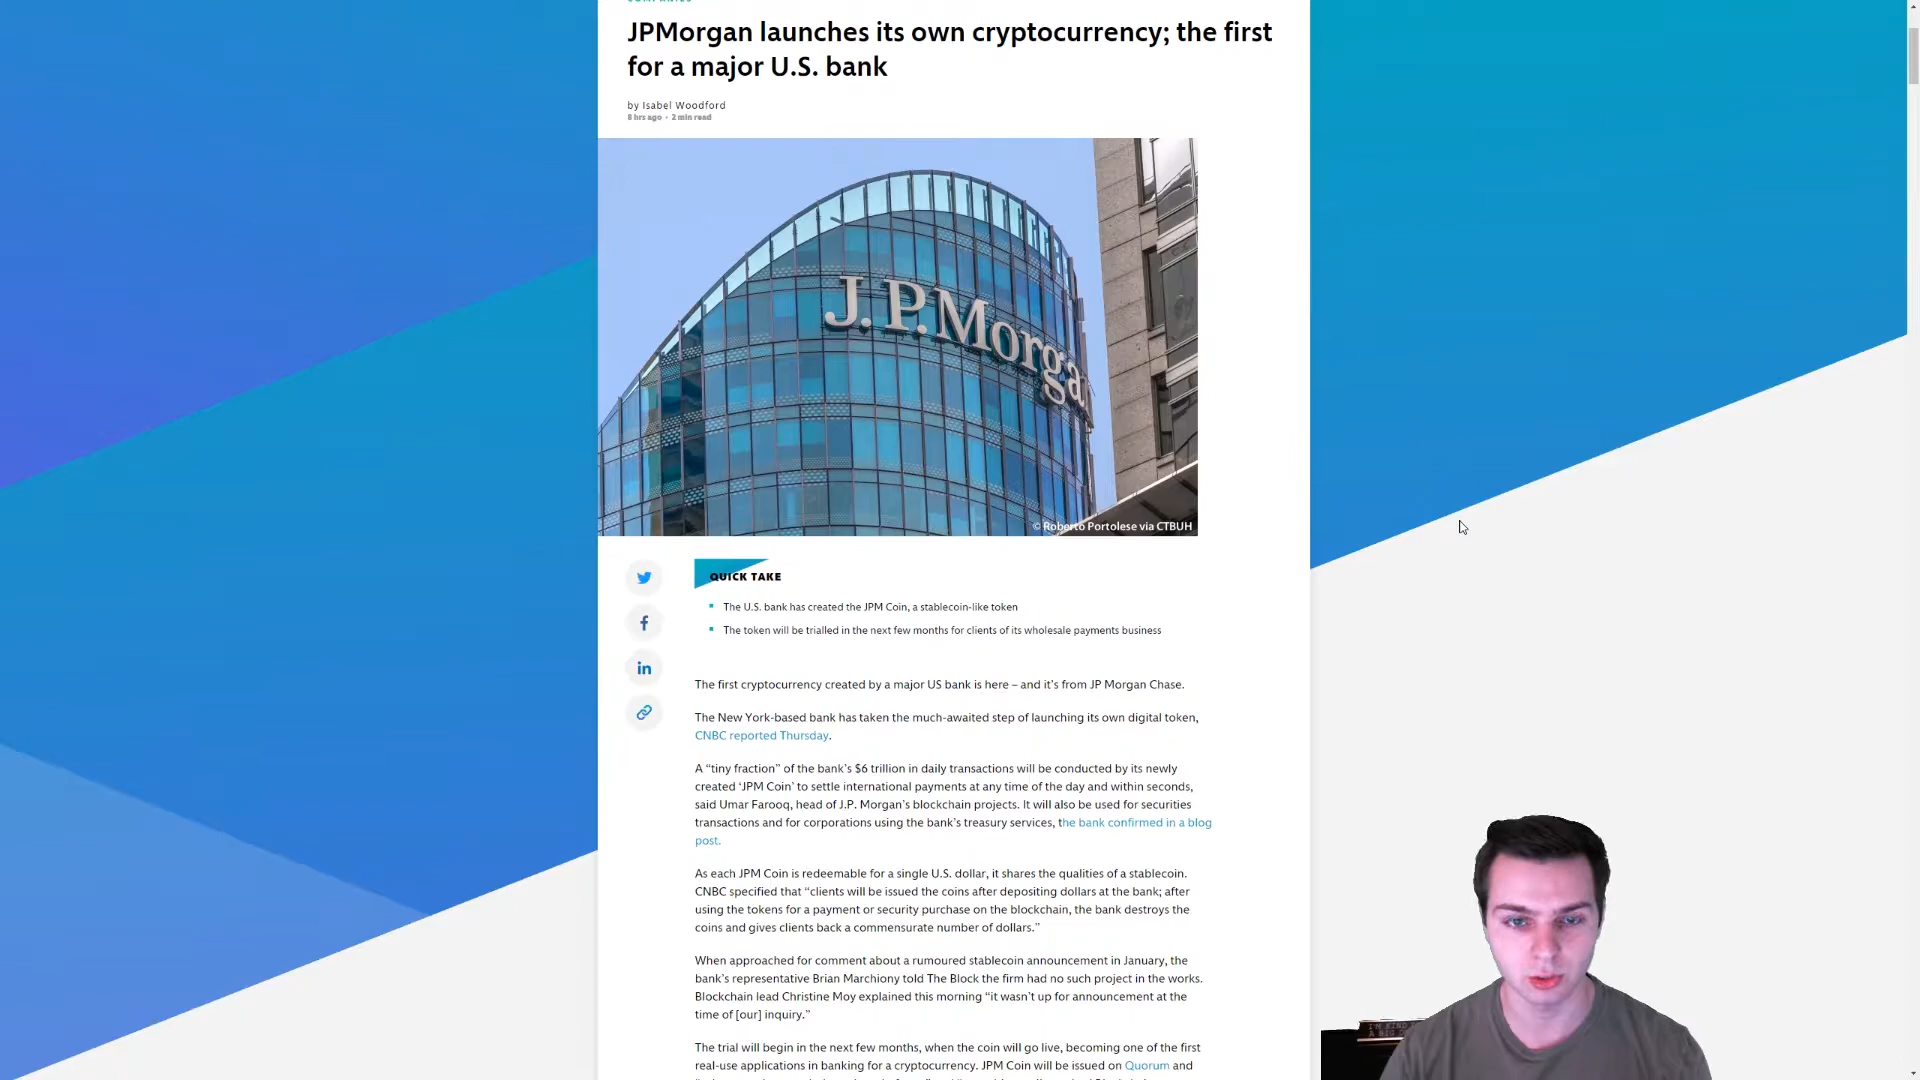 JPMorgan launches its own cryptocurrency; the first
for a major U.S. bank
by Isabel Woodford
8 hrs ago • 2 min read
J.P.Morga
© Roberto Portolese via CTBUH
QUICK TAKE
The U.S. bank has created the JPM Coin, a stablecoin-like token
The token will be trialled in the next few months for clients of its wholesale payments business
The first cryptocurrency created by a major US bank is here – and it's from JP Morgan Chase.
The New York-based bank has taken the much-awaited step of launching its own digital token,
CNBC reported Thursday.
A “tiny fraction” of the bank's $6 trillion in daily transactions will be conducted by its newly
created 'JPM Coin' to settle international payments at any time of the day and within seconds,
said Umar Farooq, head of J.P. Morgan's blockchain projects. It will also be used for securities
transactions and for corporations using the bank's treasury services, the bank confirmed in a blog
post.
As each JPM Coin is redeemable for a single U.S. dollar, it shares the qualities of a stablecoin.
CNBC specified that “clients will be issued the coins after depositing dollars at the bank; after
using the tokens for a payment or security purchase on the blockchain, the bank destroys the
coins and gives clients back a commensurate number of dollars.”
When approached for comment about a rumoured stablecoin announcement in January, the
bank's representative Brian Marchiony told The Block the firm had no such project in the works.
Blockchain lead Christine Moy explained this morning “it wasn't up for announcement at the
time of [our] inquiry.”
The trial will begin in the next few months, when the coin will go live, becoming one of the first
real-use applications in banking for a cryptocurrency. JPM Coin will be issued on Quorum and